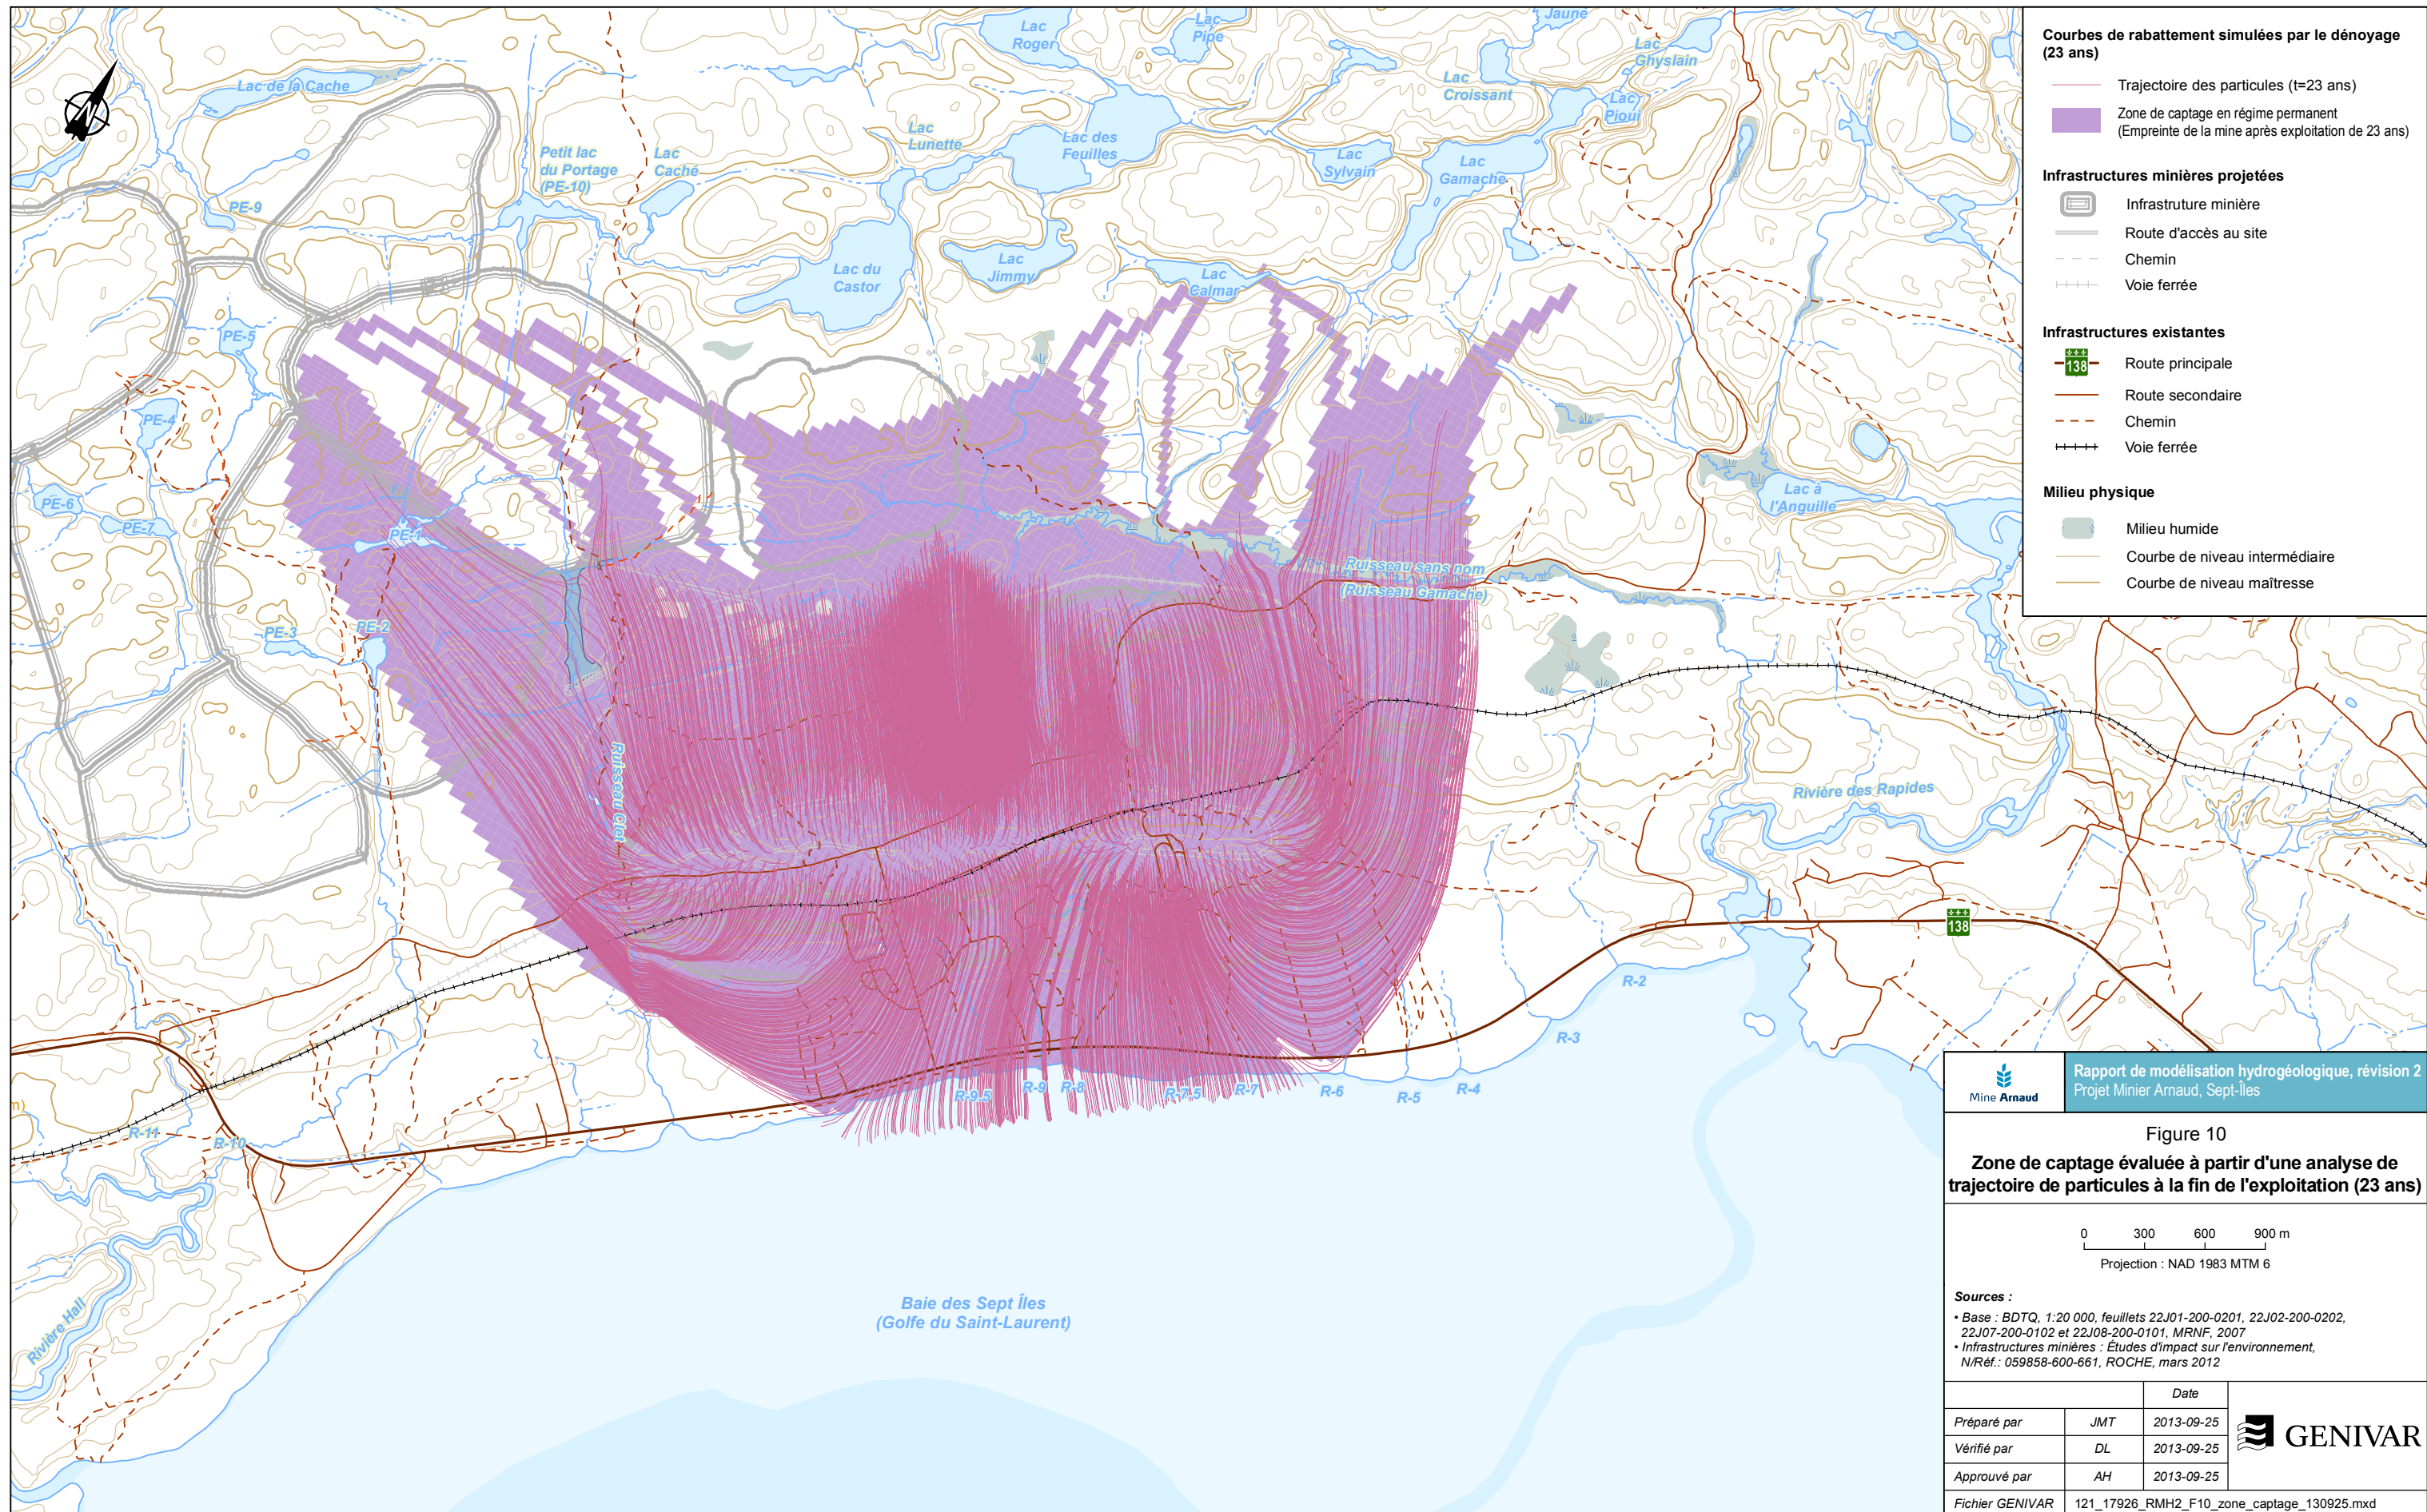 Lac
Roger
Lac
Pipe
Jaune
Lac
Ghyslain
Lac de la Cache
Lac
Croissant
Lac
Pioui
Lac
Lunette
Lac des
Feuilles
Petit lac
du Portage
(PE-10)
Lac
Caché
Lac
Sylvain
Lac
Gamache
PE-9
Lac du
Castor
Lac
Jimmy
Lac
Calmar
PE-5
PE-4
PE-6
PE-7
PE-1
Lac à
l'Anguille
Ruisseau sans nom
(Ruisseau Gamache)
PE-3
PE-2
Ruisseau Clet
Rivière des Rapides
138
R-2
R-3
R-4
R-5
R-6
R-7
R-7.5
R-8
R-9
R-9.5
R-10
R-11
m)
Rivière Hall
Baie des Sept Îles
(Golfe du Saint-Laurent)
N
Courbes de rabattement simulées par le dénoyage
(23 ans)
Trajectoire des particules (t=23 ans)
Zone de captage en régime permanent
(Empreinte de la mine après exploitation de 23 ans)
Infrastructures minières projetées
Infrastruture minière
Route d'accès au site
Chemin
Voie ferrée
Infrastructures existantes
138
Route principale
Route secondaire
Chemin
Voie ferrée
Milieu physique
Milieu humide
Courbe de niveau intermédiaire
Courbe de niveau maîtresse
Mine Arnaud
Rapport de modélisation hydrogéologique, révision 2
Projet Minier Arnaud, Sept-Îles
Figure 10
Zone de captage évaluée à partir d'une analyse de
trajectoire de particules à la fin de l'exploitation (23 ans)
0 300 600 900 m
Projection : NAD 1983 MTM 6
Sources :
• Base : BDTQ, 1:20 000, feuillets 22J01-200-0201, 22J02-200-0202,
22J07-200-0102 et 22J08-200-0101, MRNF, 2007
• Infrastructures minières : Études d'impact sur l'environnement,
N/Réf.: 059858-600-661, ROCHE, mars 2012
Date
Préparé par JMT 2013-09-25
Vérifié par DL 2013-09-25
Approuvé par AH 2013-09-25
GENIVAR
Fichier GENIVAR 121_17926_RMH2_F10_zone_captage_130925.mxd